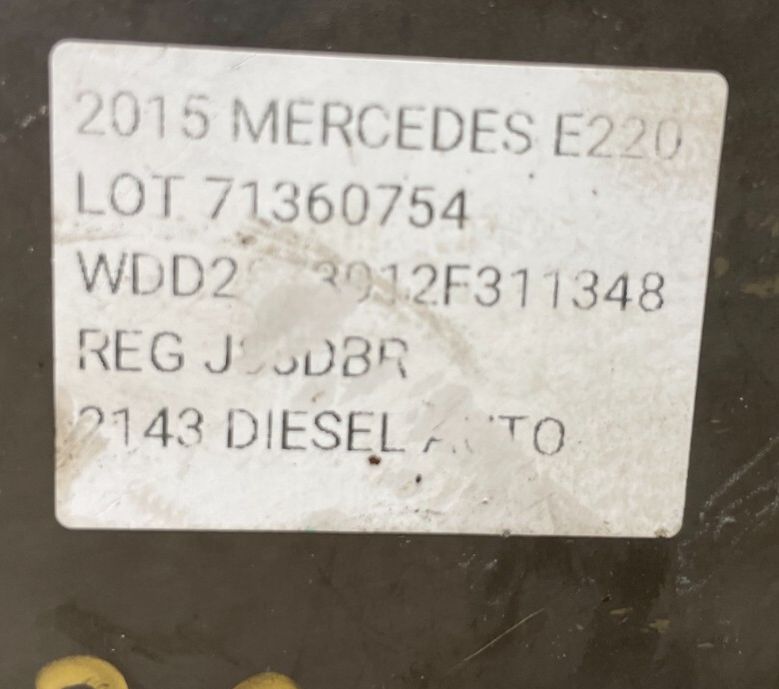 2015 MERCEDES E220
LOT 71360754
REG
2143 DIESEL